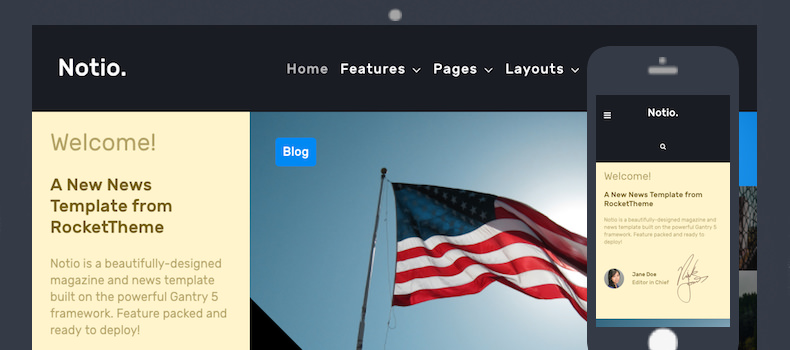 Notio.
Home Features Pages Layouts
Welcome!
A New News
Template from
RocketTheme
Notio is a beautifully-designed
magazine and news template
built on the powerful Gantry 5
framework. Feature packed and
ready to deploy!
Blog
Notio.
Welcome!
A New News Template from
RocketTheme
Notio is a beautifully-designed magazine and
news template built on the powerful Gantry 5
framework. Feature packed and ready to
deploy!
Jane Doe
Editor in Chief